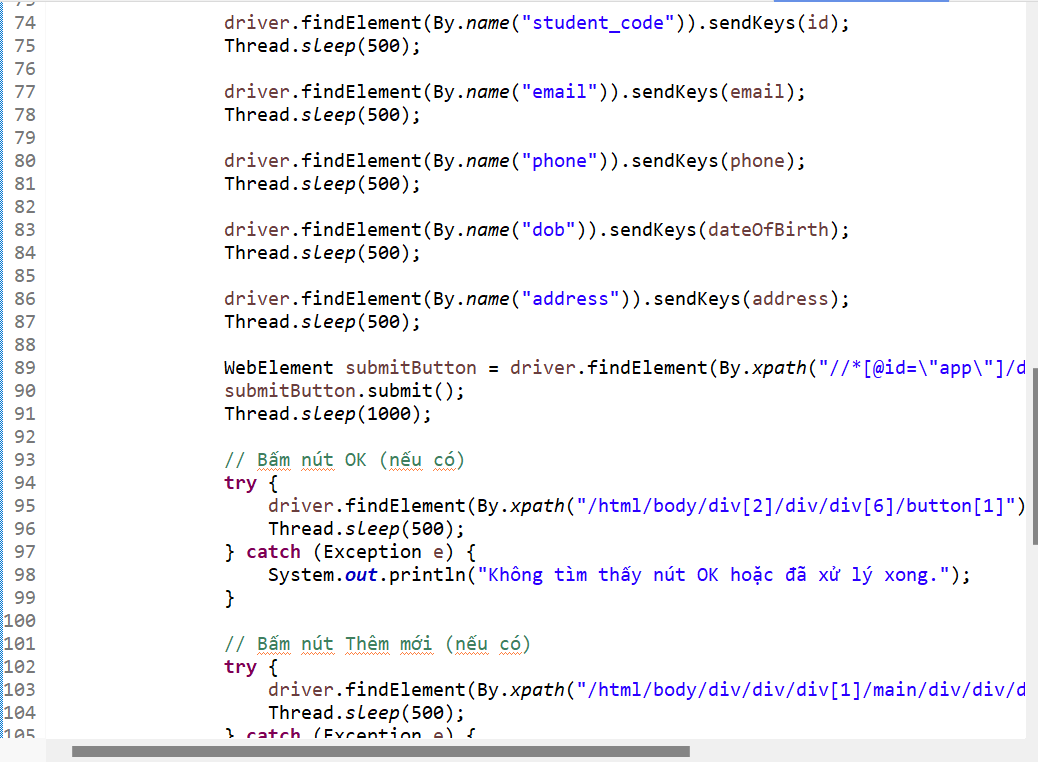 74 driver.findElement(By.name("student_code")).sendKeys(id);
75 Thread.sleep(500);
76
77 driver.findElement(By.name("email")).sendKeys(email);
78 Thread.sleep(500);
79
80 driver.findElement(By.name("phone")).sendKeys(phone);
81 Thread.sleep(500);
82
83 driver.findElement(By.name("dob")).sendKeys(dateOfBirth);
84 Thread.sleep(500);
85
86 driver.findElement(By.name("address")).sendKeys(address);
87 Thread.sleep(500);
88
89 WebElement submitButton = driver.findElement(By.xpath("//*[@id=\"app\"]/d
90 submitButton.submit();
91 Thread.sleep(1000);
92
93 // Bấm nút OK (nếu có)
94 try {
95 driver.findElement(By.xpath("/html/body/div[2]/div/div[6]/button[1]")
96 Thread.sleep(500);
97 } catch (Exception e) {
98 System.out.println("Không tìm thấy nút OK hoặc đã xử lý xong.");
99 }
100
101 // Bấm nút Thêm mới (nếu có)
102 try {
103 driver.findElement(By.xpath("/html/body/div/div/div[1]/main/div/div/d
104 Thread.sleep(500);
105 } catch (Exception e) {